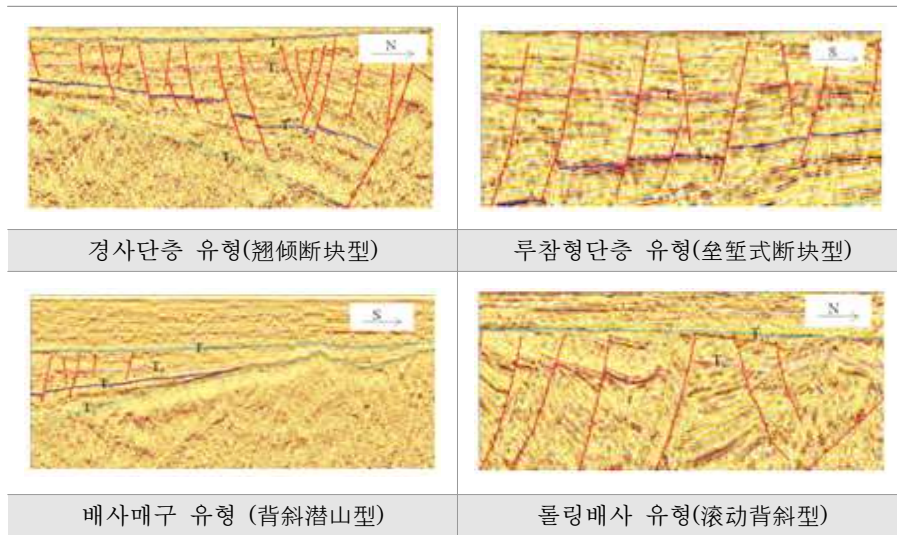 N
T
S
T
경사단층 유형(翘倾断块型)
루참형단층 유형(垒堑式断块型)
S
T
N
T
배사매구 유형 (背斜潜山型)
롤링배사 유형(滚动背斜型)